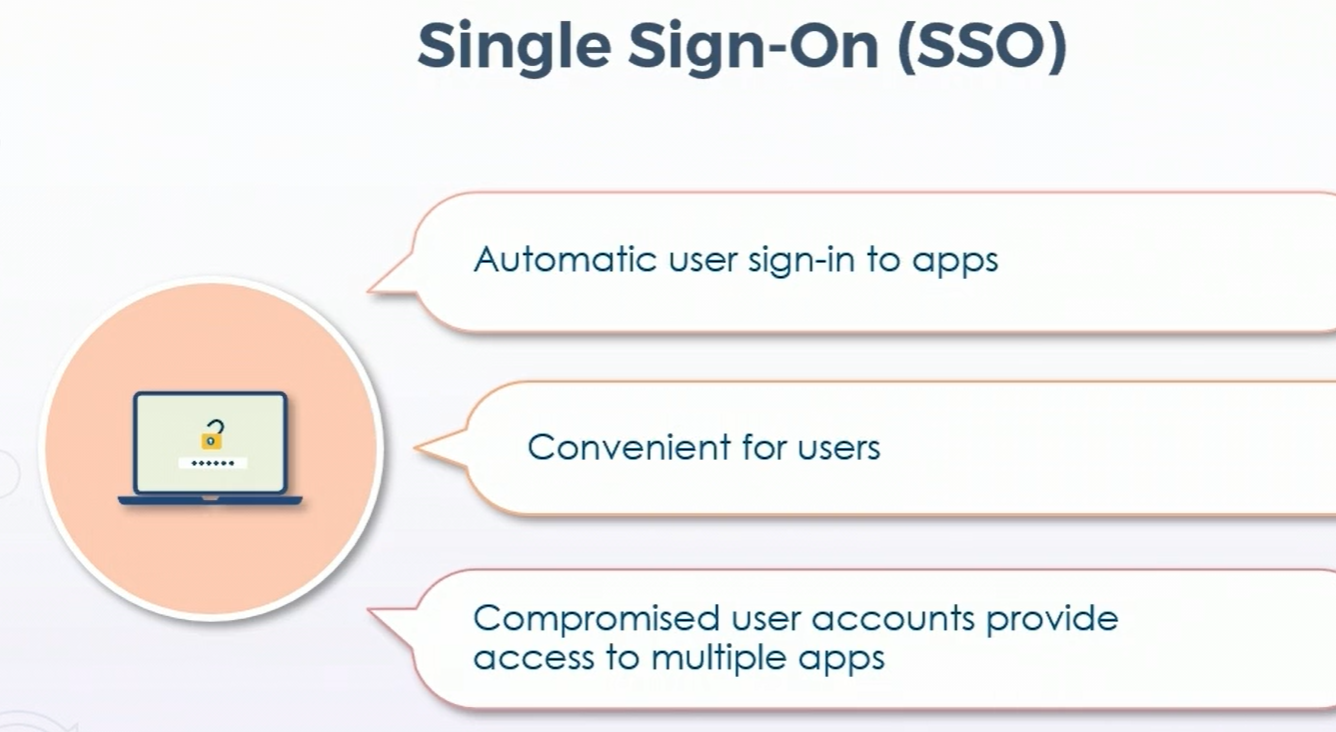 Single Sign-On (SSO)
Automatic user sign-in to apps
Convenient for users
Compromised user accounts provide
access to multiple apps